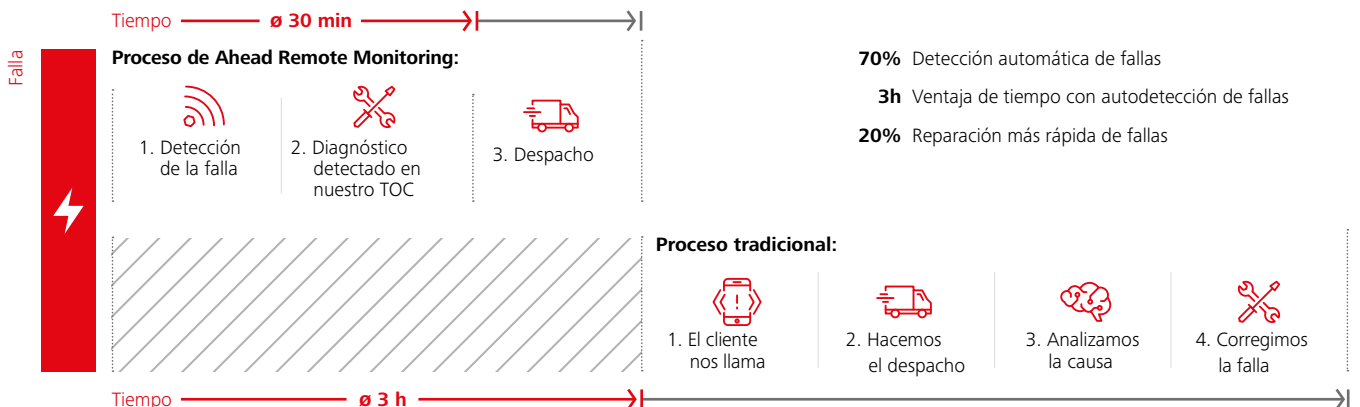 Tiempo ø 30 min
Falla
Proceso de Ahead Remote Monitoring:
1. Detección
de la falla
2. Diagnóstico
detectado en
nuestro TOC
3. Despacho
70% Detección automática de fallas
3h Ventaja de tiempo con autodetección de fallas
20% Reparación más rápida de fallas
Proceso tradicional:
1. El cliente
nos llama
2. Hacemos
el despacho
3. Analizamos
la causa
4. Corregimos
la falla
Tiempo ø 3 h